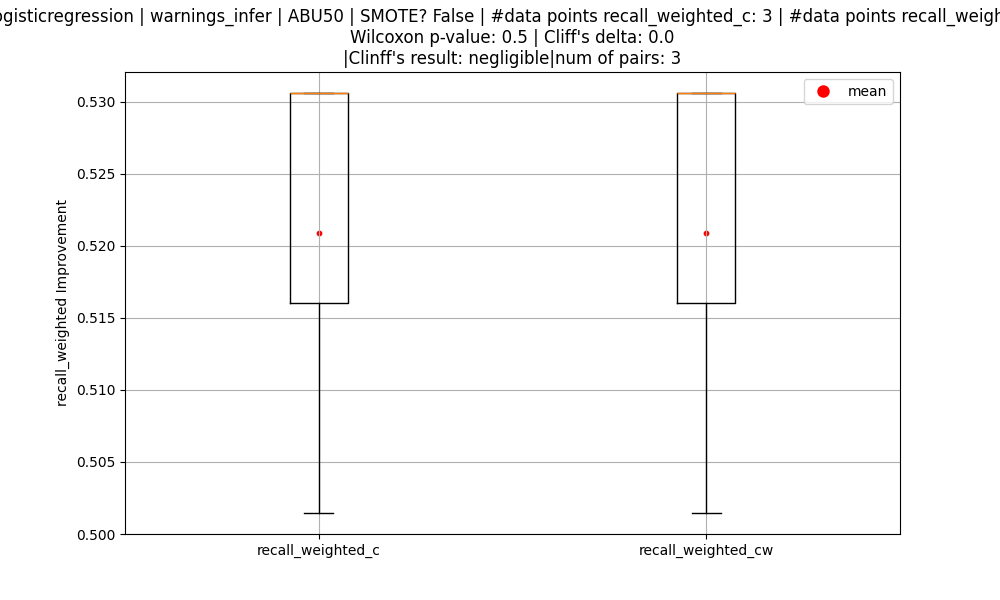 ogisticregression | warnings_infer | ABU50 | SMOTE? False | #data points recall_weighted_c: 3 | #data points recall_weigh
Wilcoxon p-value: 0.5 | Cliff's delta: 0.0
|Clinff's result: negligible|num of pairs: 3
mean
0.530
0.525
0.520
0.515
0.510
0.505
0.500
recall_weighted Improvement
recall_weighted_c
recall_weighted_cw